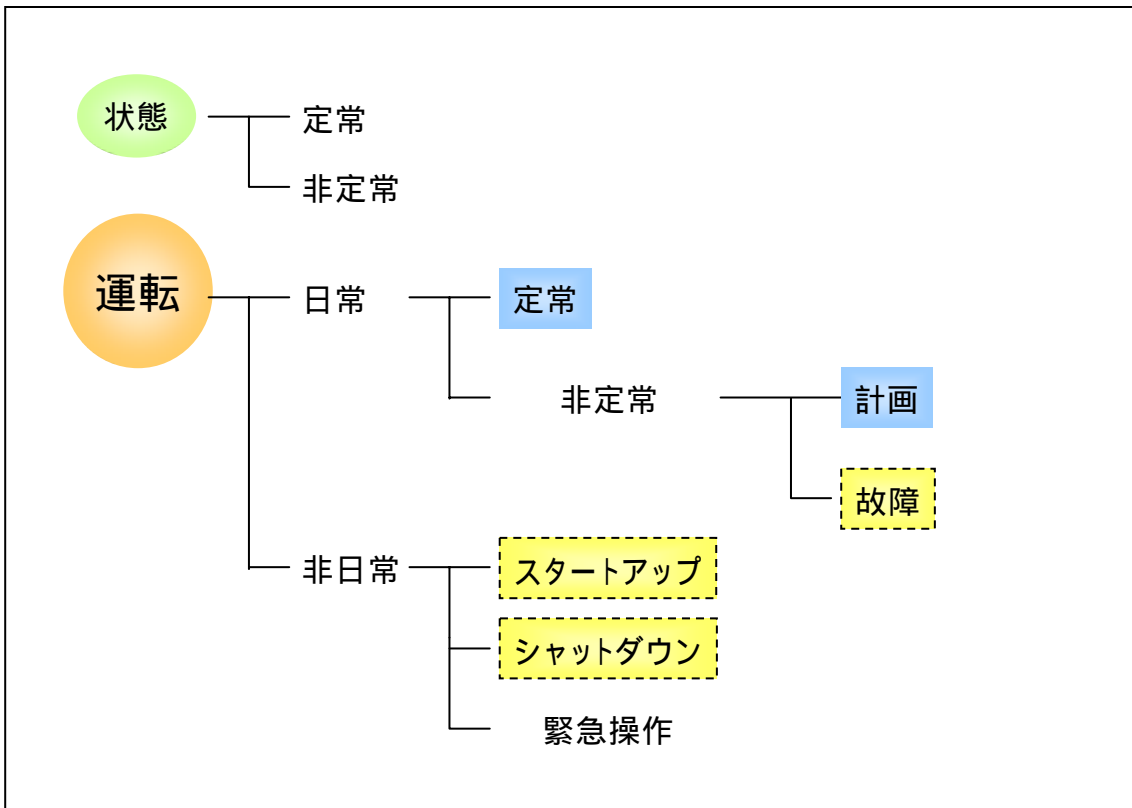 状態
定常
非定常
運転
日常
定常
非定常
計画
故障
非日常
スタートアップ
シャットダウン
緊急操作